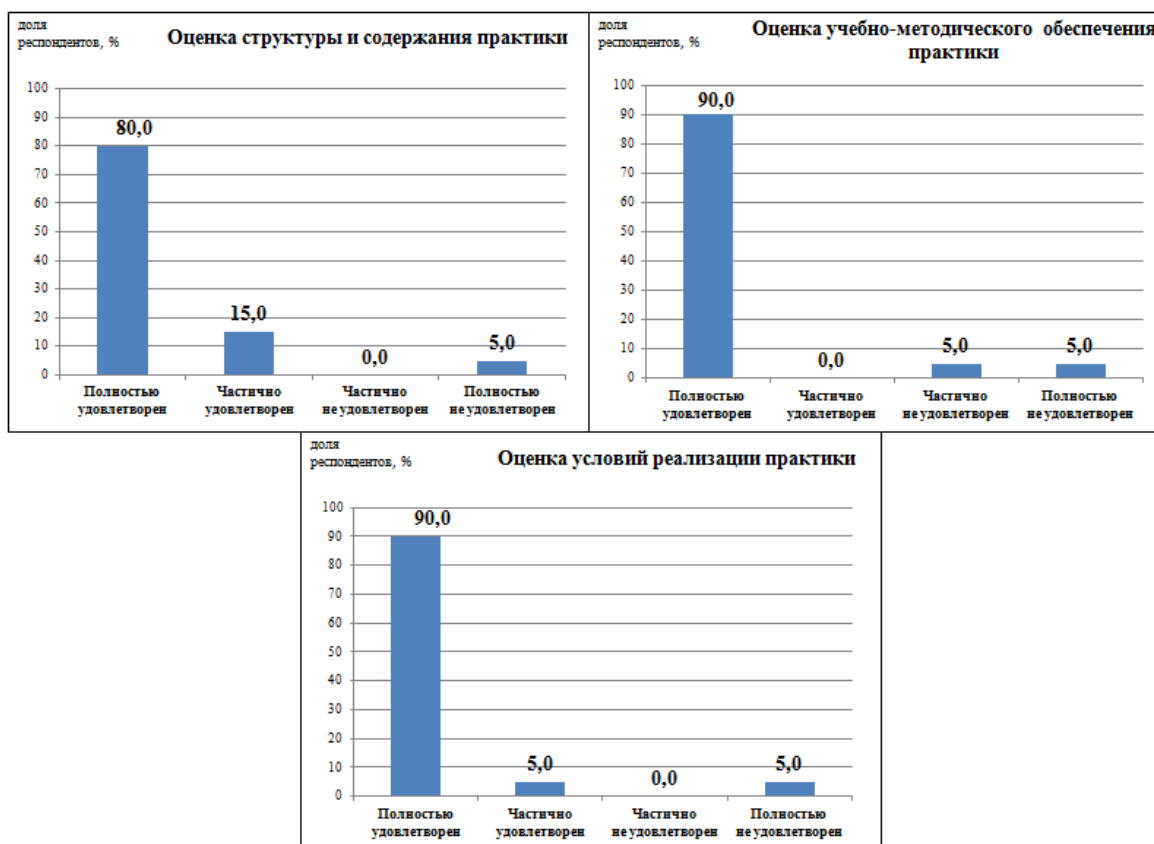 доля
респондентов, %
Оценка структуры и содержания практики
100
90
80
70
60
50
40
30
20
10
0
80,0
15,0
0,0
5,0
Полностью удовлетворен
Частично удовлетворен
Частично не удовлетворен
Полностью не удовлетворен
доля
респондентов, %
Оценка учебно-методического обеспечения
практики
100
90
80
70
60
50
40
30
20
10
0
90,0
0,0
5,0
5,0
Полностью удовлетворен
Частично удовлетворен
Частично не удовлетворен
Полностью не удовлетворен
доля
респондентов, %
Оценка условий реализации практики
100
90
80
70
60
50
40
30
20
10
0
90,0
5,0
0,0
5,0
Полностью удовлетворен
Частично удовлетворен
Частично не удовлетворен
Полностью не удовлетворен